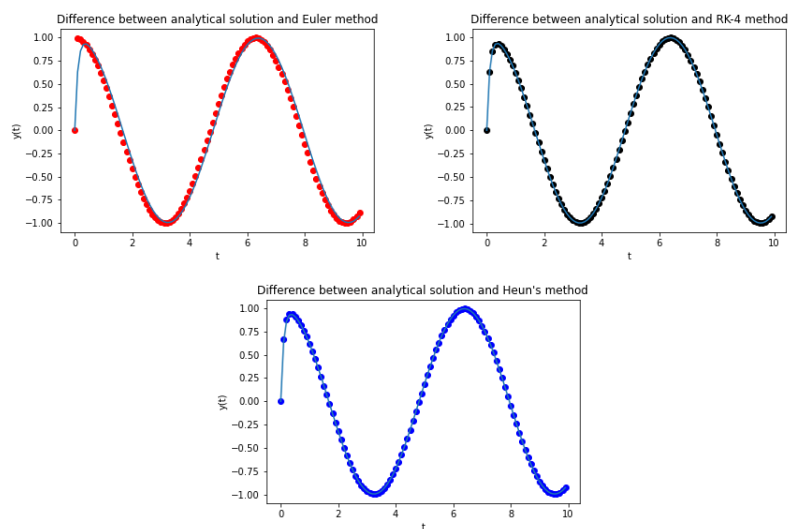 Difference between analytical solution and Euler method
1.00
0.75
0.50
0.25
0.00
−0.25
−0.50
−0.75
−1.00
y(t)
0 2 4 6 8 10
t
Difference between analytical solution and RK-4 method
1.00
0.75
0.50
0.25
0.00
−0.25
−0.50
−0.75
−1.00
y(t)
0 2 4 6 8 10
t
Difference between analytical solution and Heun's method
1.00
0.75
0.50
0.25
0.00
−0.25
−0.50
−0.75
−1.00
y(t)
0 2 4 6 8 10
t